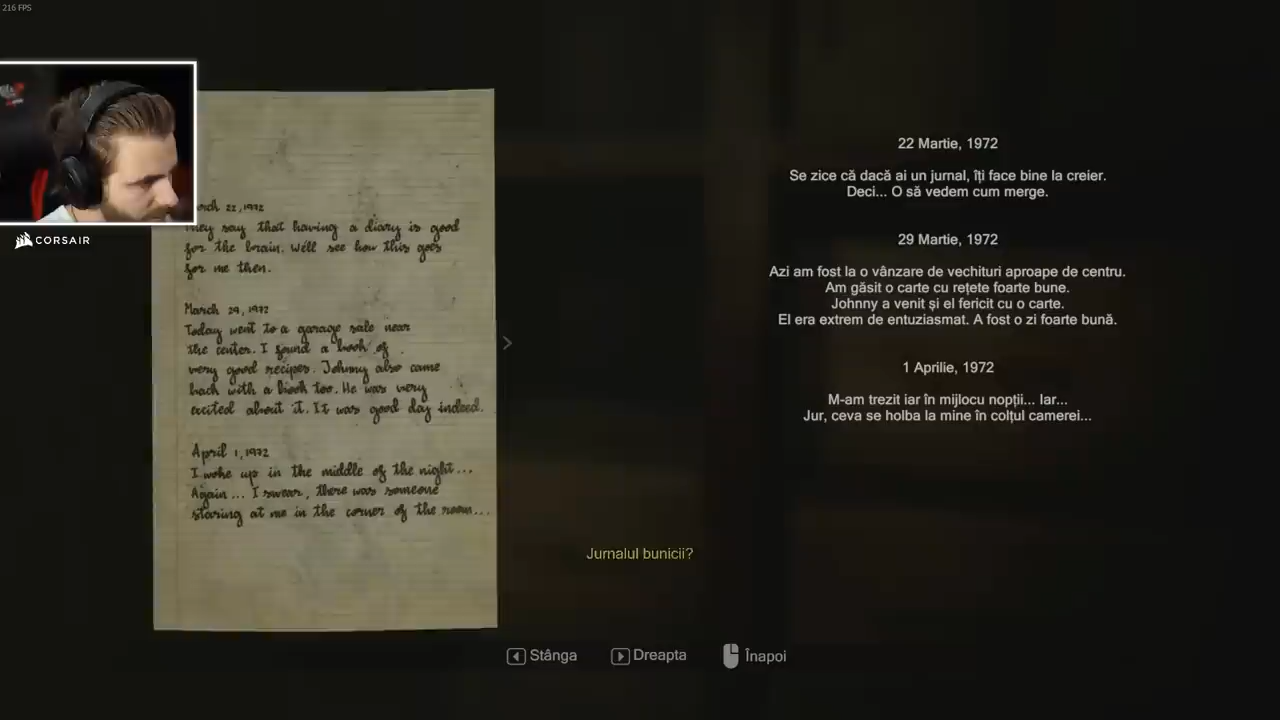 216 FPS
CORSAIR
March 22, 1972
They say that having a diary is good
for the brain. We'll see how this goes
for me then.
March 29, 1972
Today went to a garage sale near
the center. I found a book of
very good recipes. Johnny also came
back with a book too. He was very
excited about it. It was good day indeed.
April 1, 1972
I woke up in the middle of the night...
Again... I swear, there was someone
staring at me in the corner of the room...
22 Martie, 1972
Se zice că dacă ai un jurnal, îți face bine la creier.
Deci... O să vedem cum merge.
29 Martie, 1972
Azi am fost la o vânzare de vechituri aproape de centru.
Am găsit o carte cu rețete foarte bune.
Johnny a venit și el fericit cu o carte.
El era extrem de entuziasmat. A fost o zi foarte bună.
1 Aprilie, 1972
M-am trezit iar în mijlocu nopții... Iar...
Jur, ceva se holba la mine în colțul camerei...
Jurnalul bunicii?
Stânga
Dreapta
Înapoi